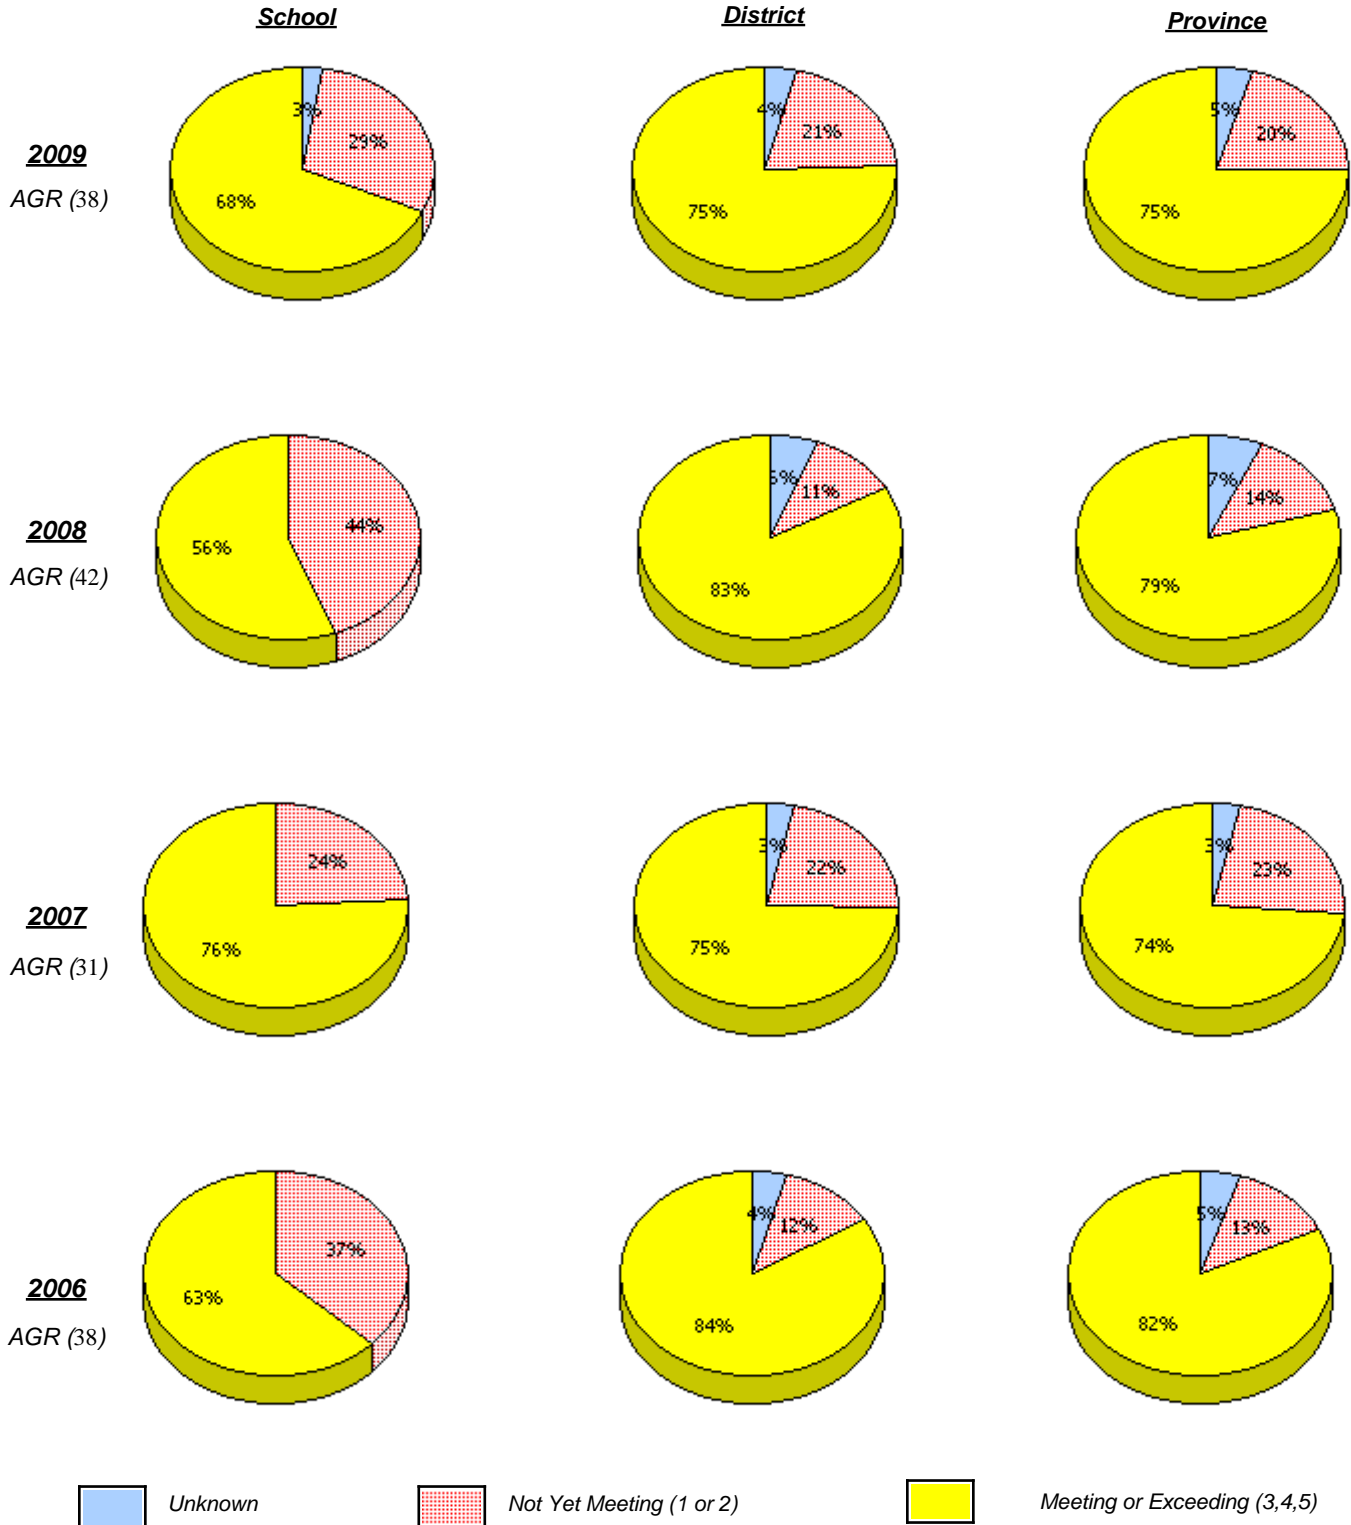 School District Province
3% 29% 68%
4% 21% 75%
5% 20% 75%
2009
AGR (38)
44% 56%
11% 83%
7% 14% 79%
2008
AGR (42)
24% 76%
3% 22% 75%
3% 23% 74%
2007
AGR (31)
37% 63%
4% 12% 84%
5% 13% 82%
2006
AGR (38)
Unknown Not Yet Meeting (1 or 2) Meeting or Exceeding (3,4,5)